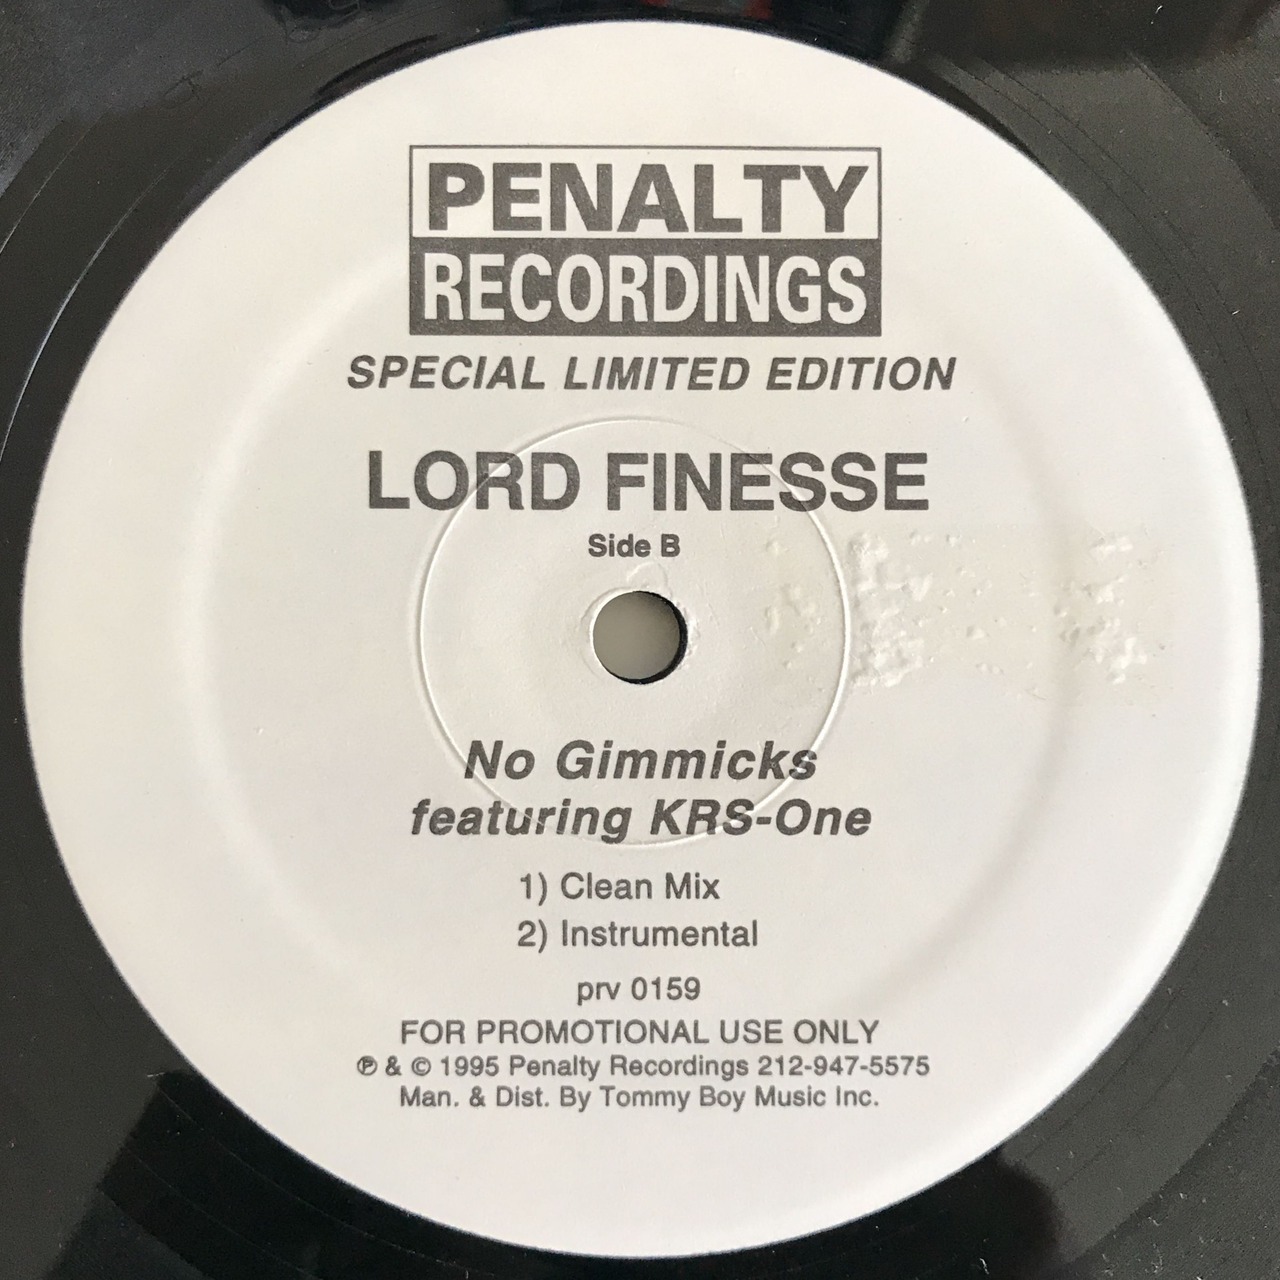 PENALTY
RECORDINGS
SPECIAL LIMITED EDITION
LORD FINESSE
Side B
No Gimmicks
featuring KRS-One
1) Clean Mix
2) Instrumental
prv 0159
FOR PROMOTIONAL USE ONLY
℗ & © 1995 Penalty Recordings 212-947-5575
Man. & Dist. By Tommy Boy Music Inc.